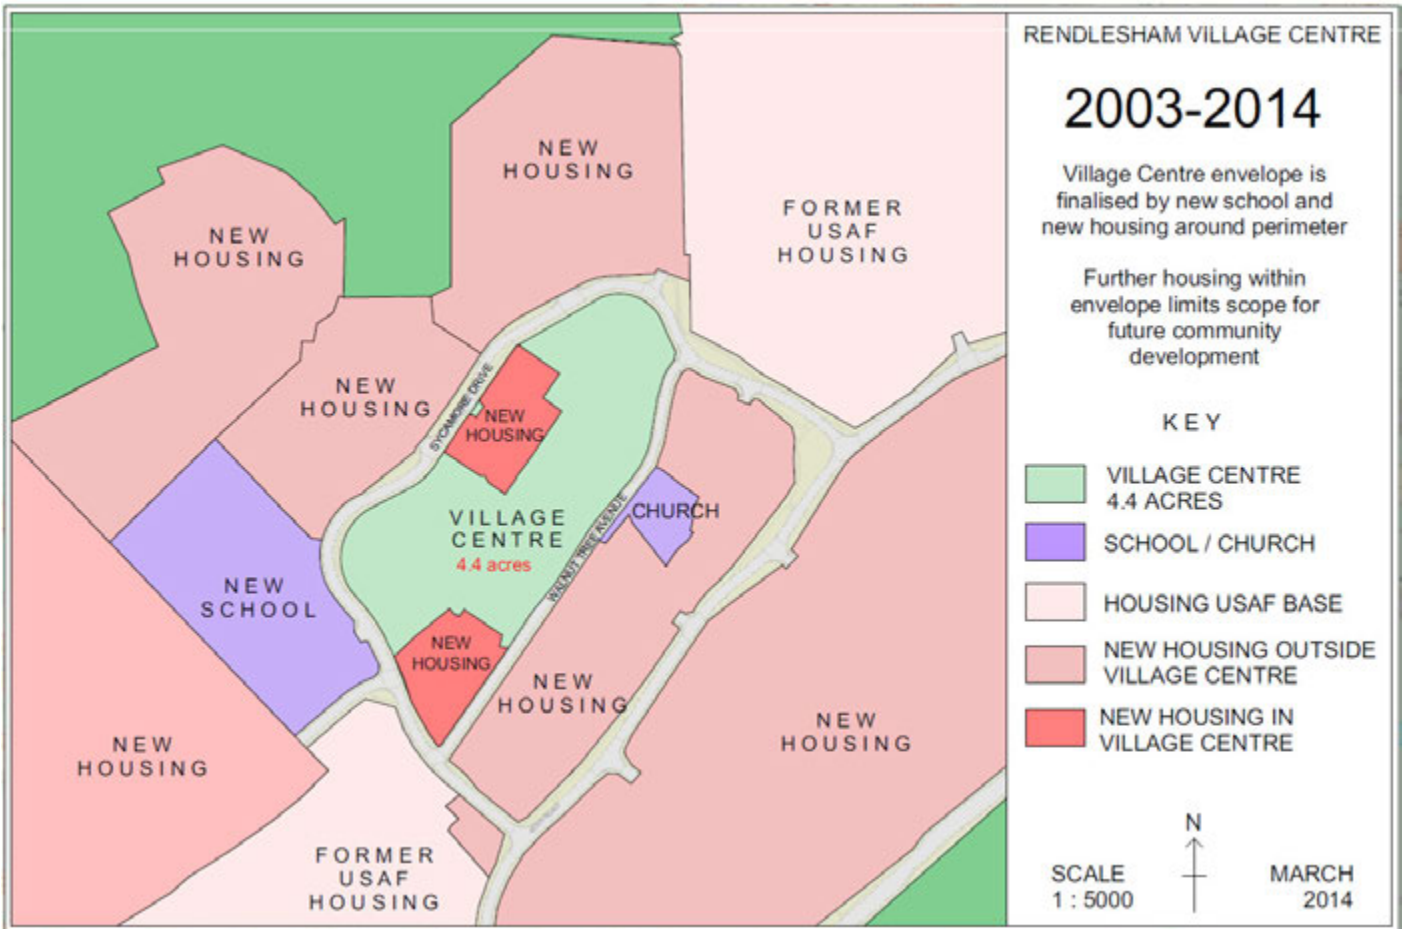 RENDLESHAM VILLAGE CENTRE
2003-2014
Village Centre envelope is
finalised by new school and
new housing around perimeter
Further housing within
envelope limits scope for
future community
development
KEY
VILLAGE CENTRE
4.4 ACRES
SCHOOL / CHURCH
HOUSING USAF BASE
NEW HOUSING OUTSIDE
VILLAGE CENTRE
NEW HOUSING IN
VILLAGE CENTRE
N
SCALE
1 : 5000
MARCH
2014
NEW
HOUSING
FORMER
USAF
HOUSING
NEW
HOUSING
NEW
HOUSING
SYCAMORE DRIVE
NEW
HOUSING
VILLAGE
CENTRE
4.4 acres
WALNUT TREE AVENUE
CHURCH
NEW
SCHOOL
NEW
HOUSING
NEW
HOUSING
NEW
HOUSING
NEW
HOUSING
FORMER
USAF
HOUSING